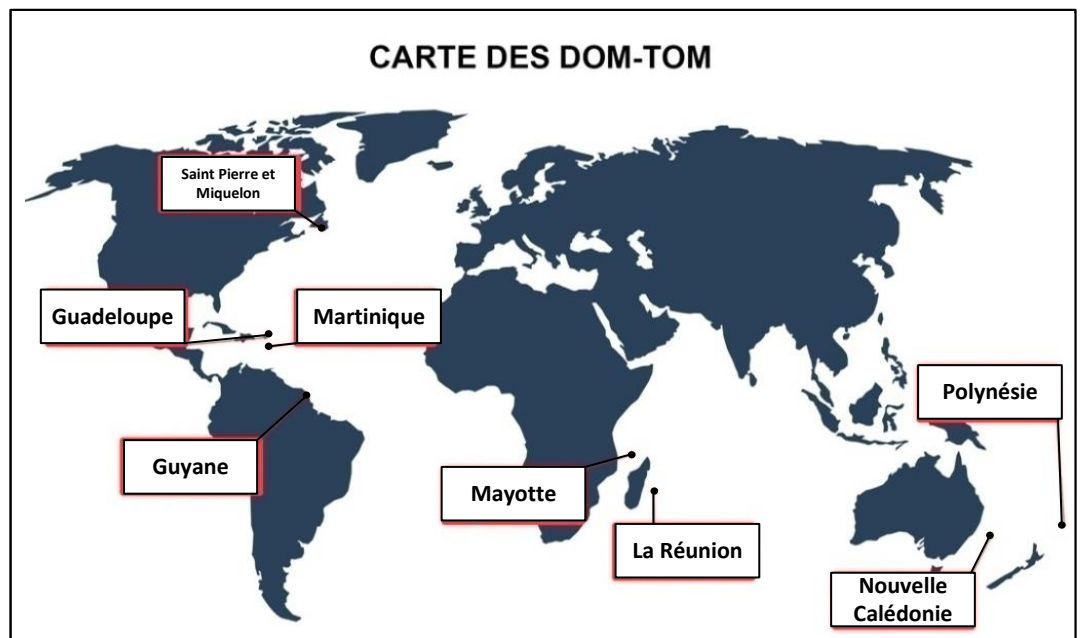 CARTE DES DOM-TOM
Saint Pierre et
Miquelon
Guadeloupe
Martinique
Polynésie
Guyane
Mayotte
La Réunion
Nouvelle
Calédonie